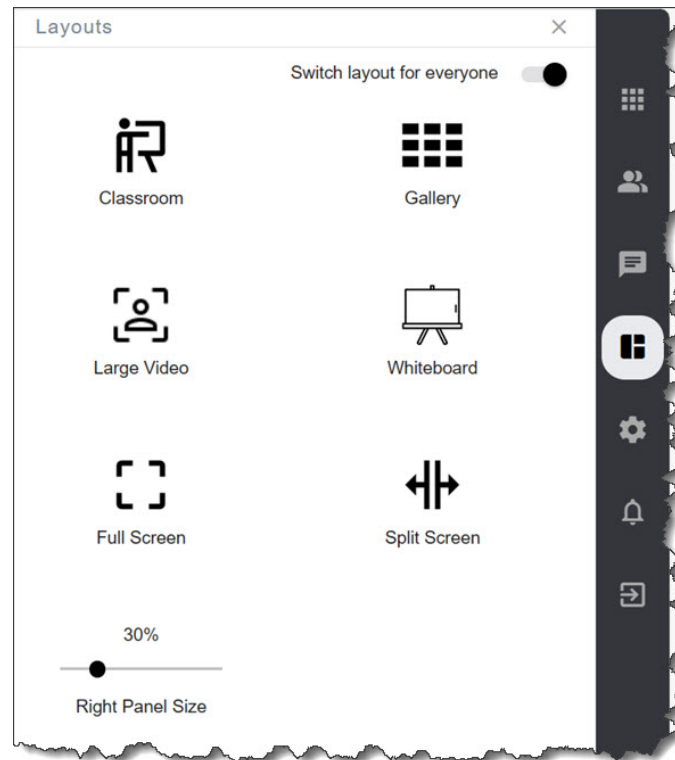 Layouts
Switch layout for everyone
Classroom
Gallery
Large Video
Whiteboard
Full Screen
Split Screen
30%
Right Panel Size